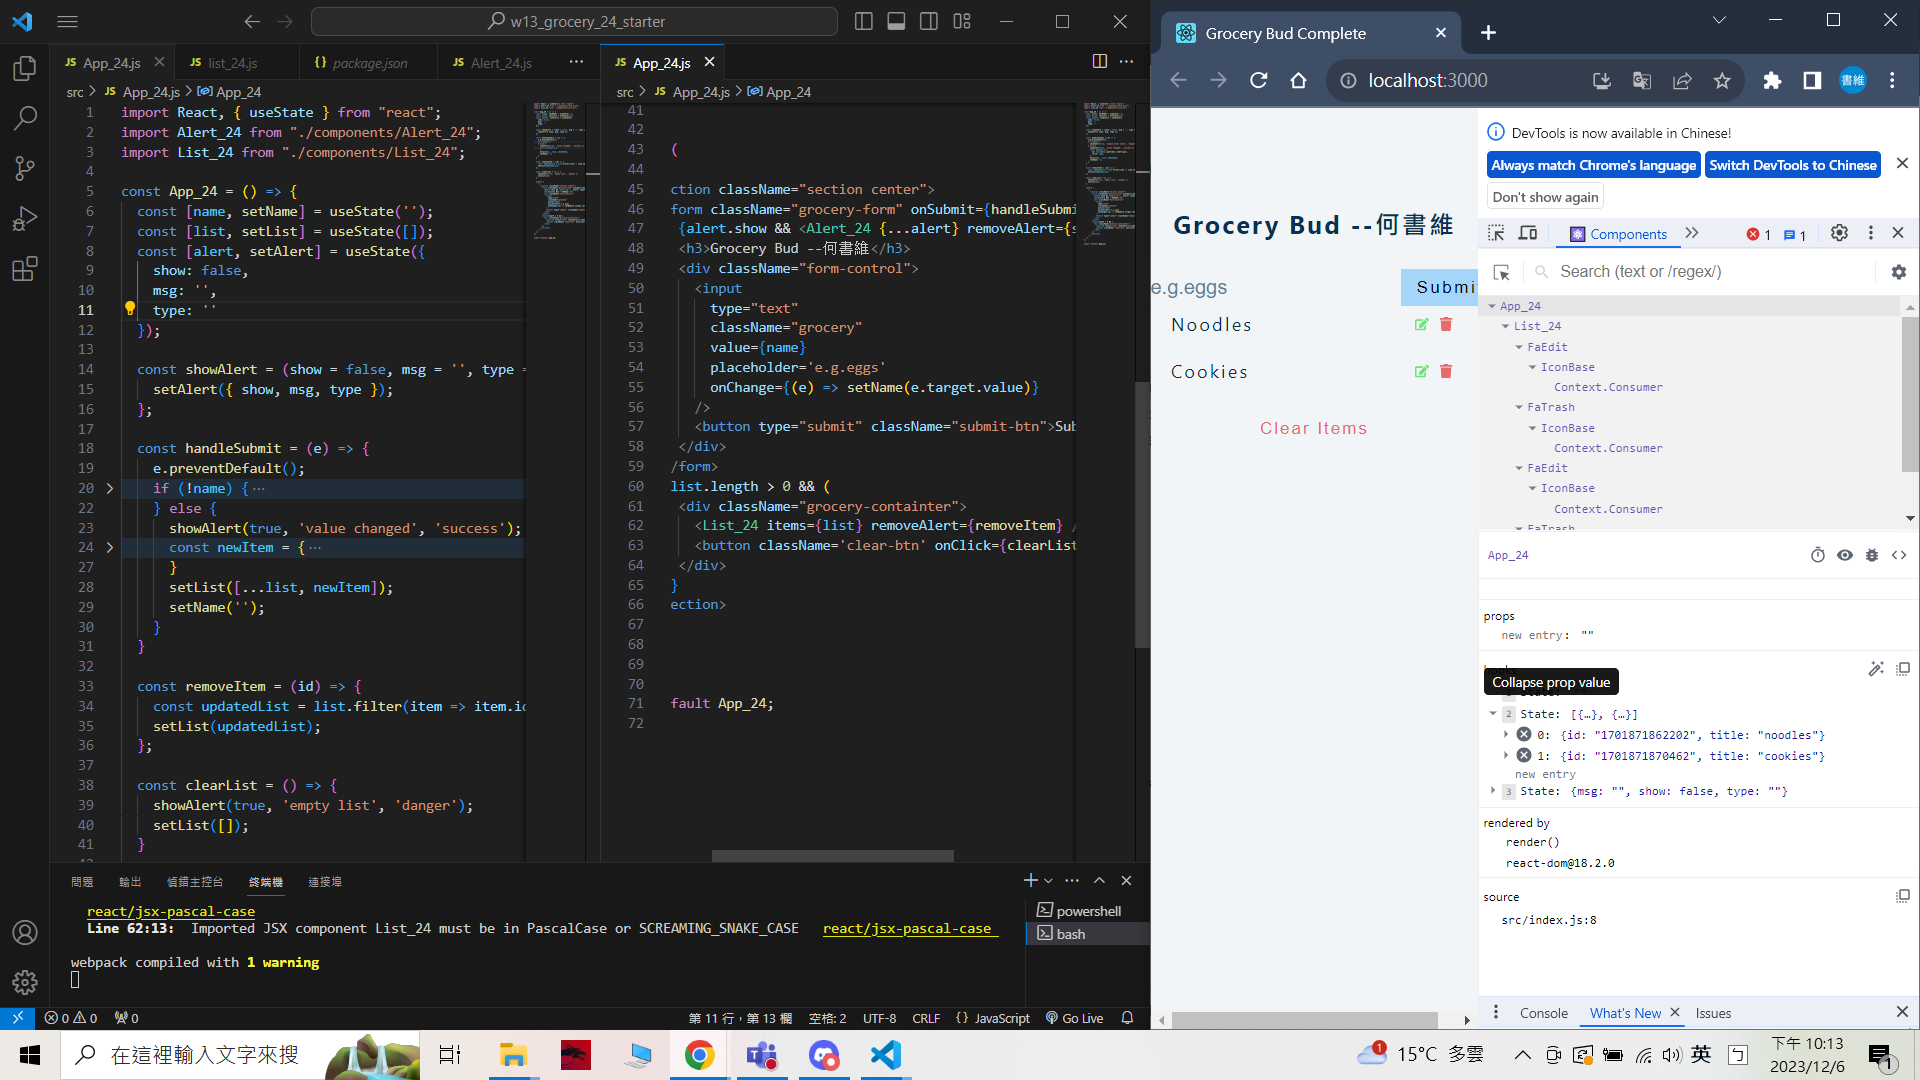 w13_grocery_24_starter
JS App_24.js
JS list_24.js
{} package.json
JS Alert_24.js
src > JS App_24.js > App_24
1 import React, { useState } from "react";
2 import Alert_24 from "./components/Alert_24";
3 import List_24 from "./components/List_24";
4
5 const App_24 = () => {
6 const [name, setName] = useState('');
7 const [list, setList] = useState([]);
8 const [alert, setAlert] = useState({
9 show: false,
10 msg: '',
11 type: ''
12 });
13
14 const showAlert = (show = false, msg = '', type =
15 setAlert({ show, msg, type });
16 };
17
18 const handleSubmit = (e) => {
19 e.preventDefault();
20 if (!name) { ···
22 } else {
23 showAlert(true, 'value changed', 'success');
24 const newItem = { ···
27 }
28 setList([...list, newItem]);
29 setName('');
30 }
31 }
32
33 const removeItem = (id) => {
34 const updatedList = list.filter(item => item.id
35 setList(updatedList);
36 };
37
38 const clearList = () => {
39 showAlert(true, 'empty list', 'danger');
40 setList([]);
41 }
JS App_24.js
src > JS App_24.js > App_24
41
42
43 (
44
45 ction className="section center">
46 form className="grocery-form" onSubmit={handleSubmi
47 {alert.show && <Alert_24 {...alert} removeAlert={s
48 <h3>Grocery Bud --何書維</h3>
49 <div className="form-control">
50 <input
51 type="text"
52 className="grocery"
53 value={name}
54 placeholder='e.g.eggs'
55 onChange={(e) => setName(e.target.value)}
56 />
57 <button type="submit" className="submit-btn">Sub
58 </div>
59 /form>
60 list.length > 0 && (
61 <div className="grocery-containter">
62 <List_24 items={list} removeAlert={removeItem} /
63 <button className='clear-btn' onClick={clearList
64 </div>
65 }
66 ection>
67
68
69
70
71 fault App_24;
72
問題 輸出 偵錯主控台 終端機 連接埠
react/jsx-pascal-case
Line 62:13: Imported JSX component List_24 must be in PascalCase or SCREAMING_SNAKE_CASE react/jsx-pascal-case
webpack compiled with 1 warning
powershell
bash
0 0 0
第 11 行，第 13 欄 空格: 2 UTF-8 CRLF {} JavaScript Go Live
Grocery Bud Complete
localhost:3000
書維
Grocery Bud --何書維
e.g.eggs Submi
Noodles
Cookies
Clear Items
DevTools is now available in Chinese!
Always match Chrome's language
Switch DevTools to Chinese
Don't show again
Components
1 1
Search (text or /regex/)
App_24
List_24
FaEdit
IconBase
Context.Consumer
FaTrash
IconBase
Context.Consumer
FaEdit
IconBase
Context.Consumer
FaTrash
App_24
props
new entry: ""
Collapse prop value
2 State: [{…}, {…}]
0: {id: "1701871862202", title: "noodles"}
1: {id: "1701871870462", title: "cookies"}
new entry
3 State: {msg: "", show: false, type: ""}
rendered by
render()
react-dom@18.2.0
source
src/index.js:8
Console What's New Issues
在這裡輸入文字來搜
1
15°C 多雲
英
ㄅ
下午 10:13
2023/12/6
1